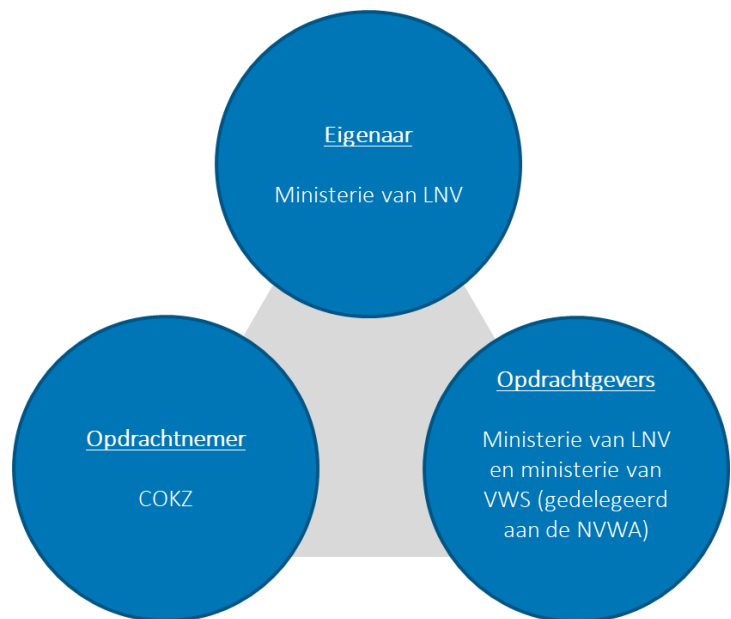 Eigenaar
Ministerie van LNV
Opdrachtnemer
COKZ
Opdrachtgevers
Ministerie van LNV
en ministerie van
VWS (gedelegeerd
aan de NVWA)